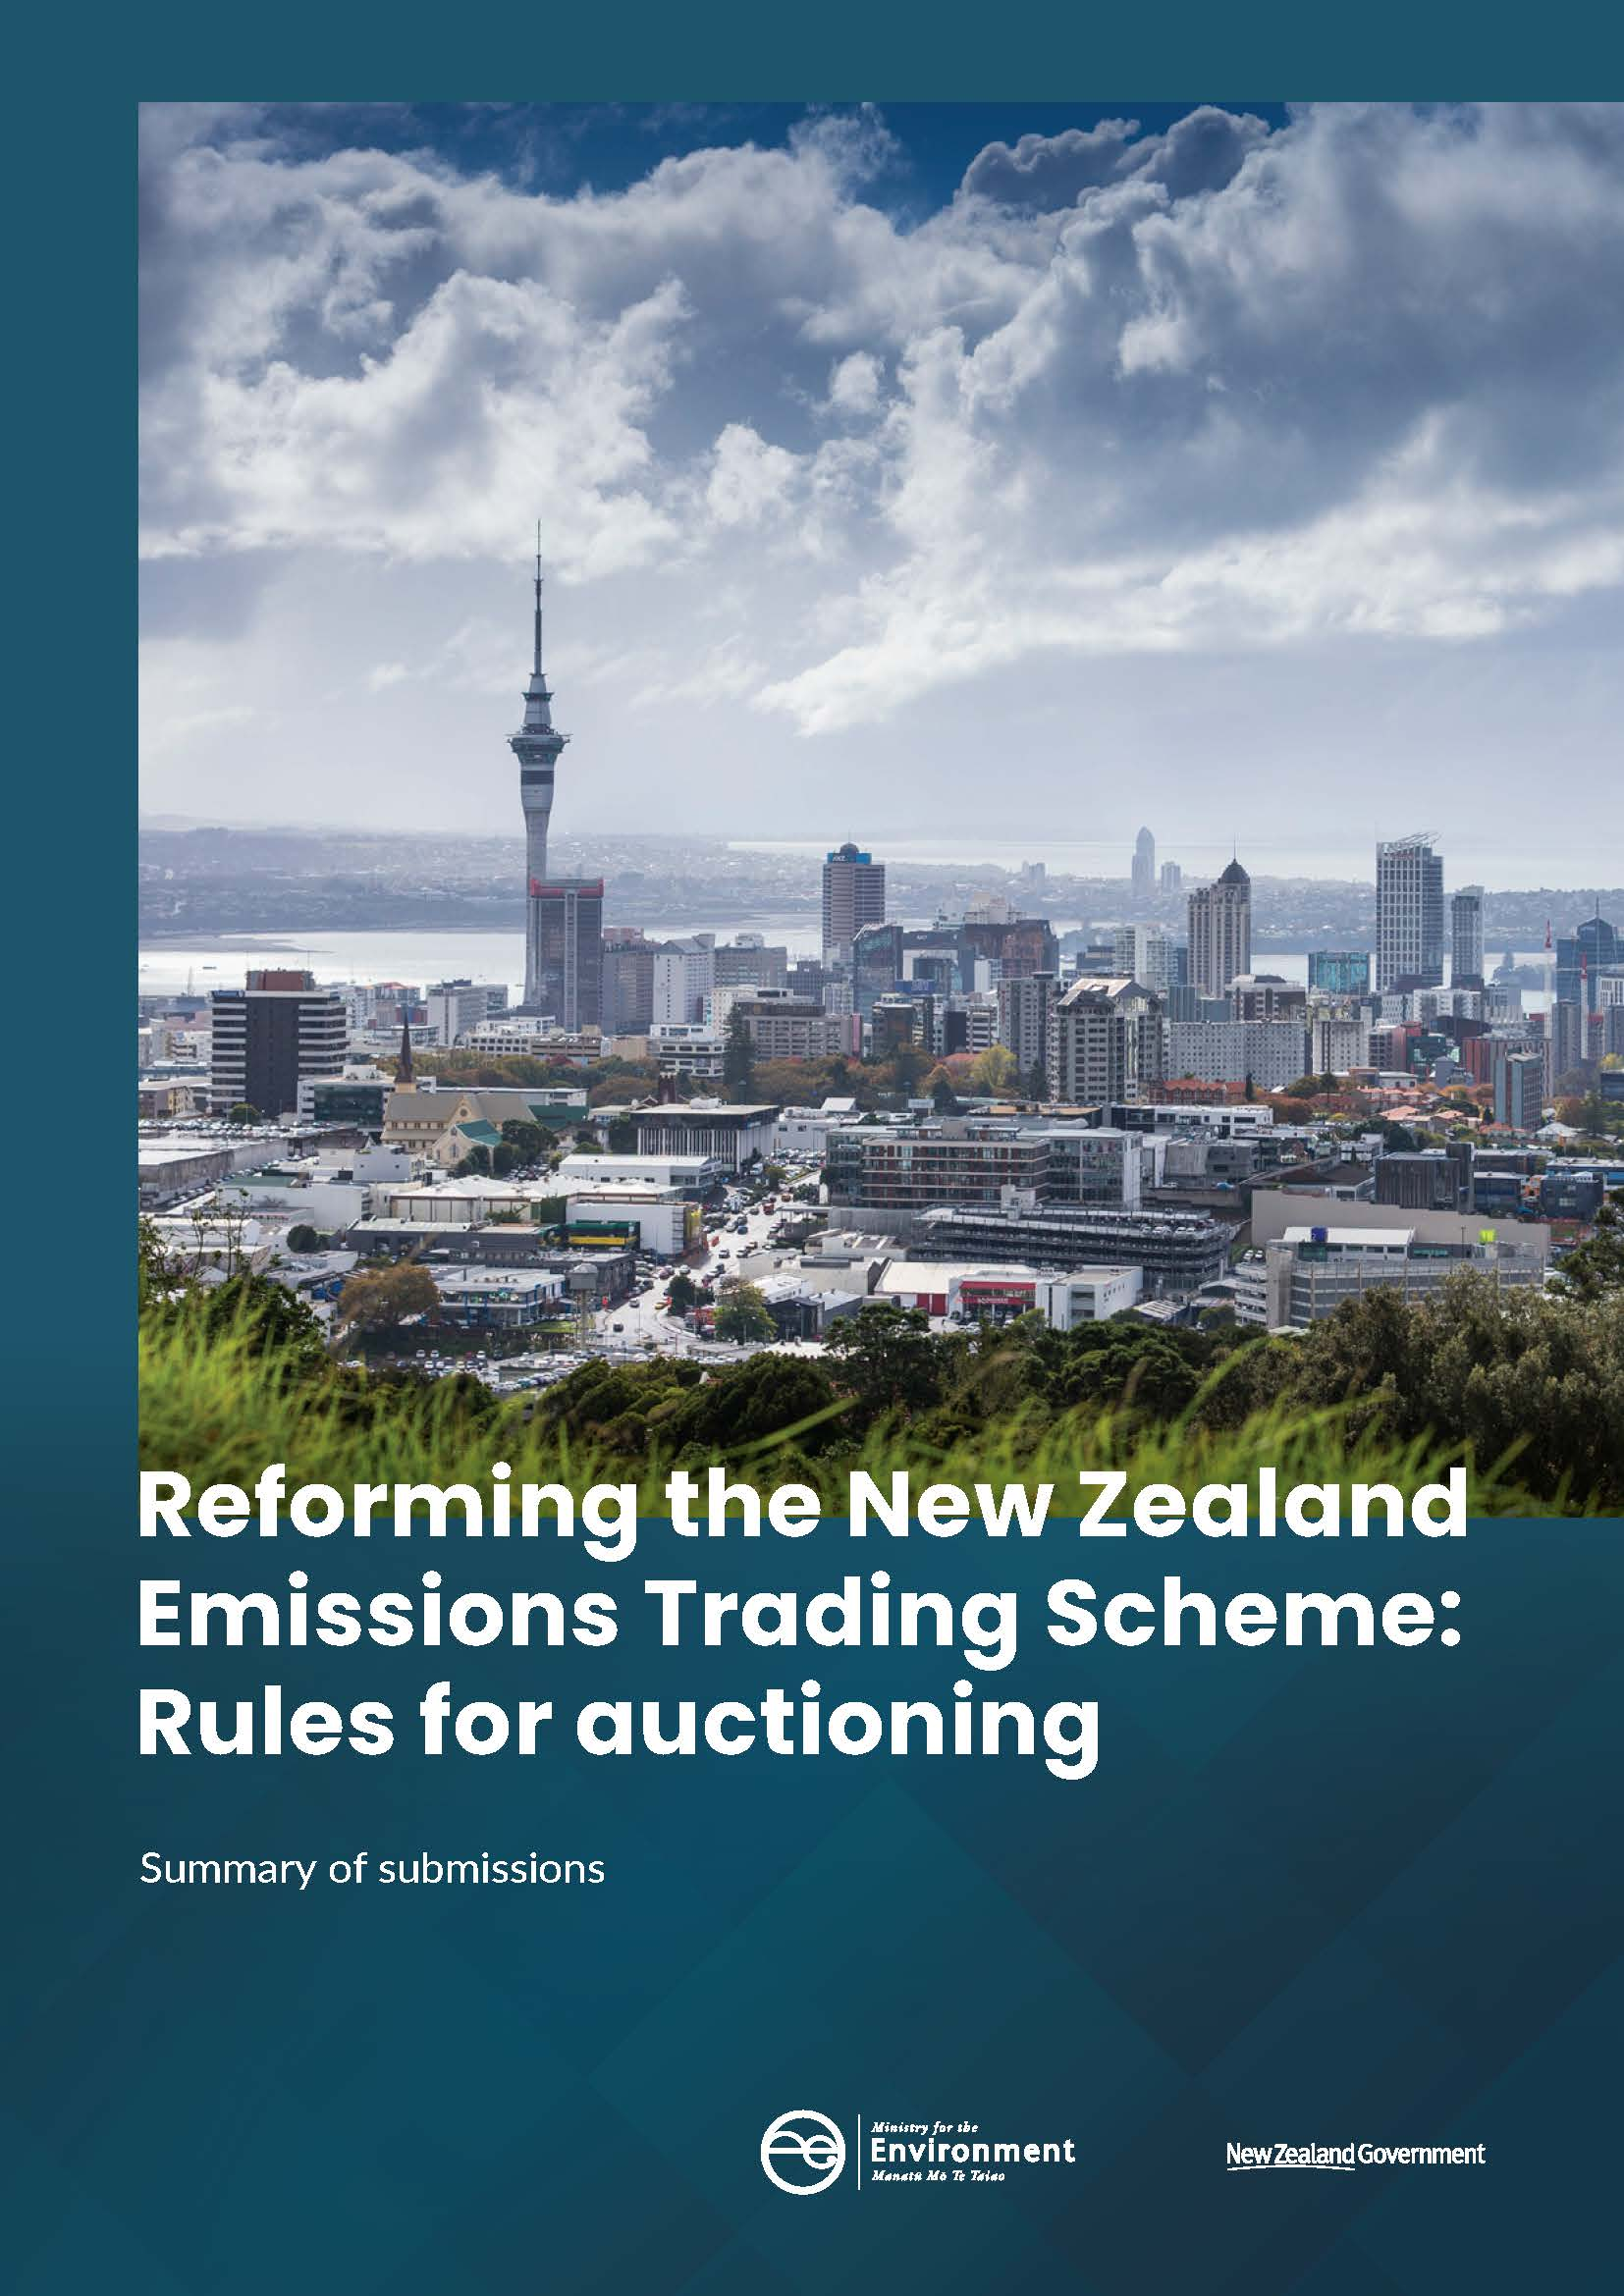 Reforming the New Zealand
Emissions Trading Scheme:
Rules for auctioning
Summary of submissions
Ministry for the
Environment
Manatū Mō Te Taiao
New Zealand Government